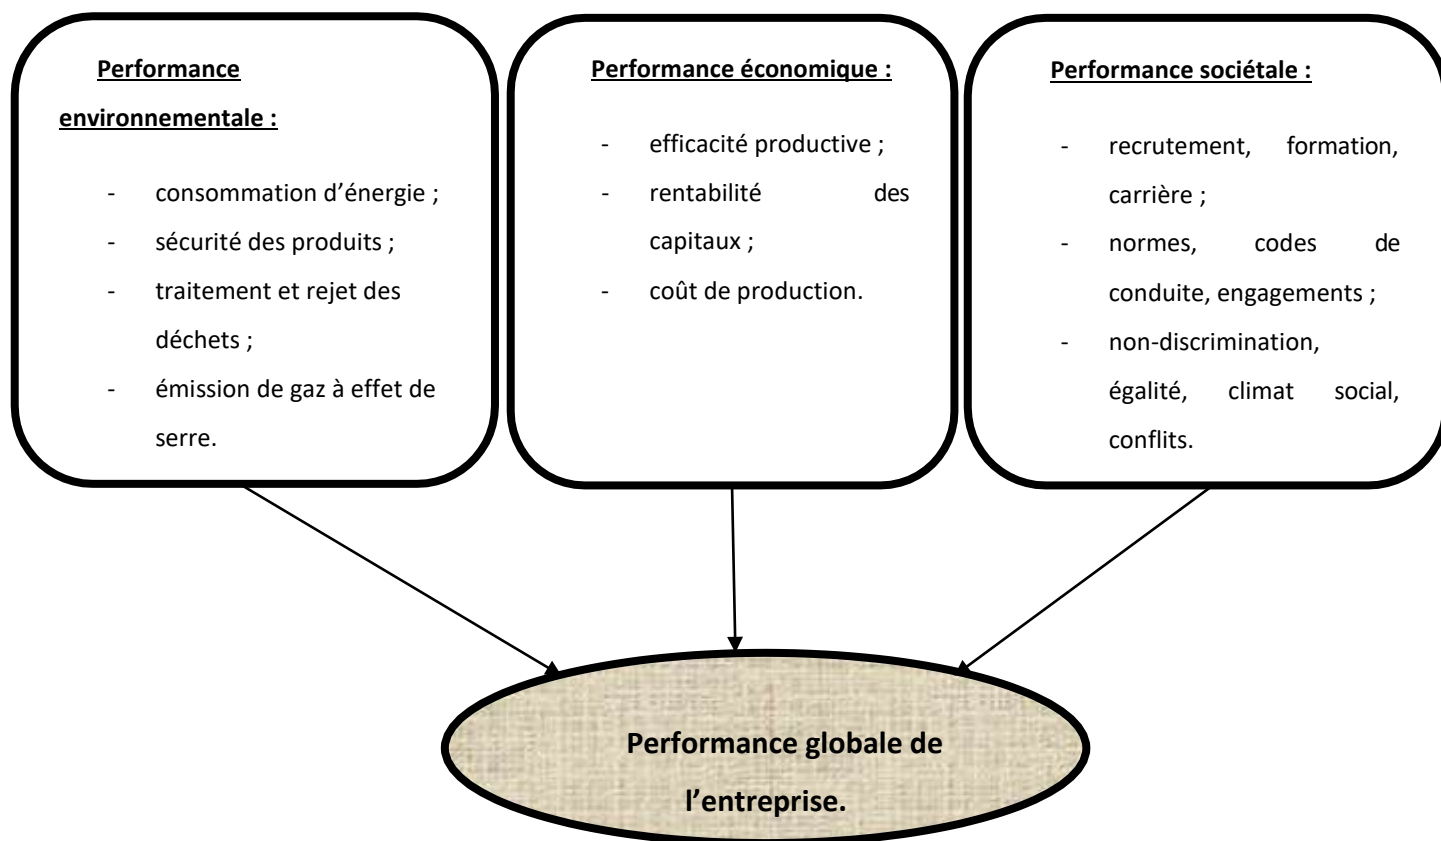 Performance
environnementale :
- consommation d’énergie ;
- sécurité des produits ;
- traitement et rejet des
déchets ;
- émission de gaz à effet de
serre.
Performance économique :
- efficacité productive ;
- rentabilité des
capitaux ;
- coût de production.
Performance sociétale :
- recrutement, formation,
carrière ;
- normes, codes de
conduite, engagements ;
- non-discrimination,
égalité, climat social,
conflits.
Performance globale de
l’entreprise.